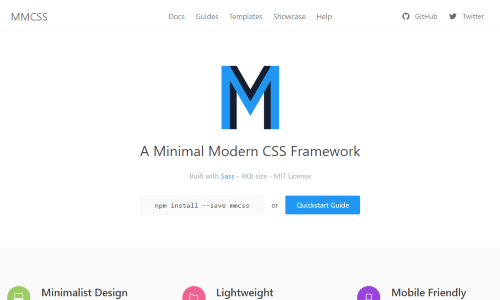 MMCSS Docs Guides Templates Showcase Help GitHub Twitter
M
A Minimal Modern CSS Framework
Built with Sass - 4KB size - MIT License
npm install --save mmcss or Quickstart Guide
Minimalist Design Lightweight Mobile Friendly